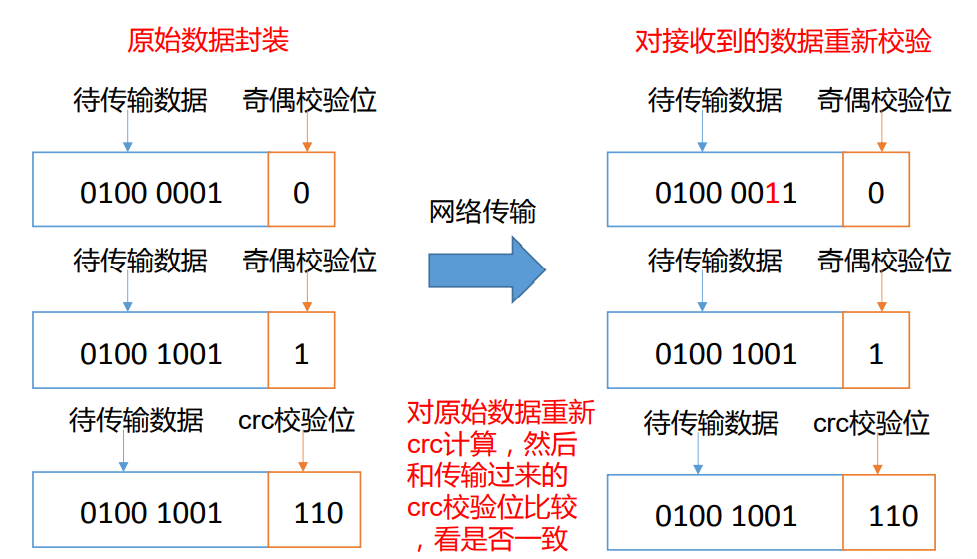 原始数据封装
对接收到的数据重新校验
待传输数据
奇偶校验位
待传输数据
奇偶校验位
0100 0001
0
0100 0011
0
网络传输
待传输数据
奇偶校验位
待传输数据
奇偶校验位
0100 1001
1
0100 1001
1
待传输数据
crc校验位
对原始数据重新
crc计算，然后
和传输过来的
crc校验位比较
，看是否一致
待传输数据
crc校验位
0100 1001
110
0100 1001
110